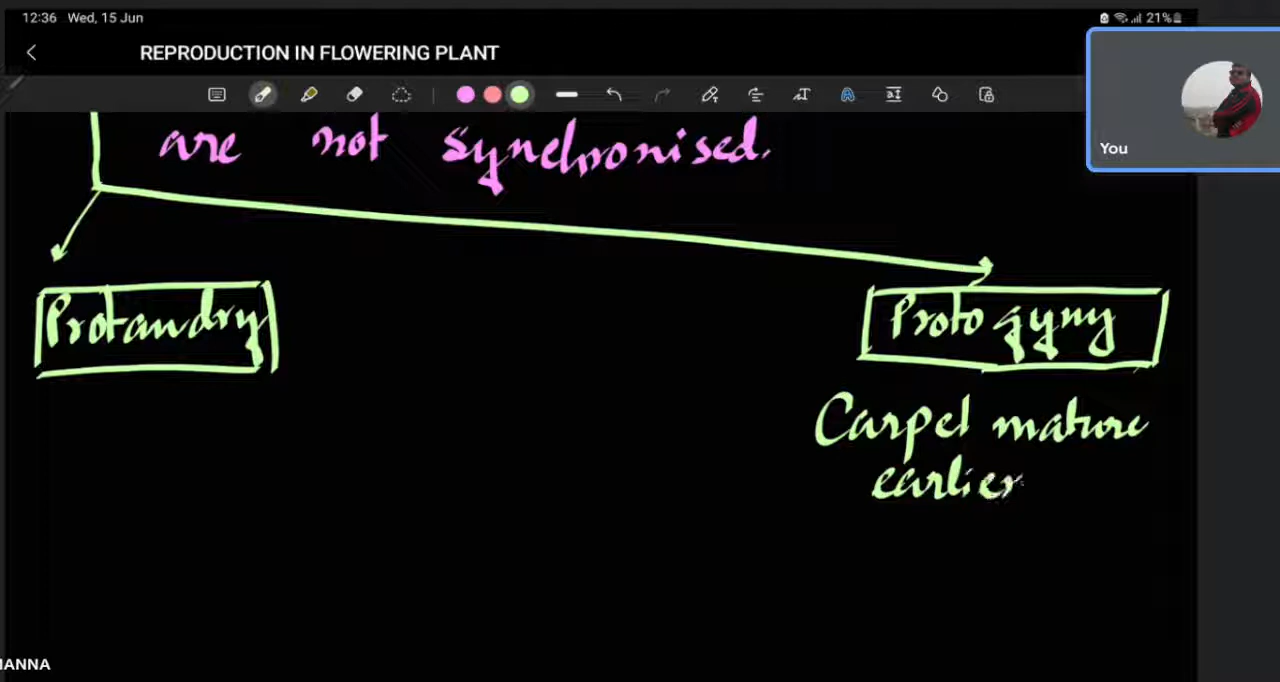 12:36 Wed, 15 Jun
21%
REPRODUCTION IN FLOWERING PLANT
You
are not synchronised.
Protandry
Protogyny
Carpel mature
earlier
MANNA